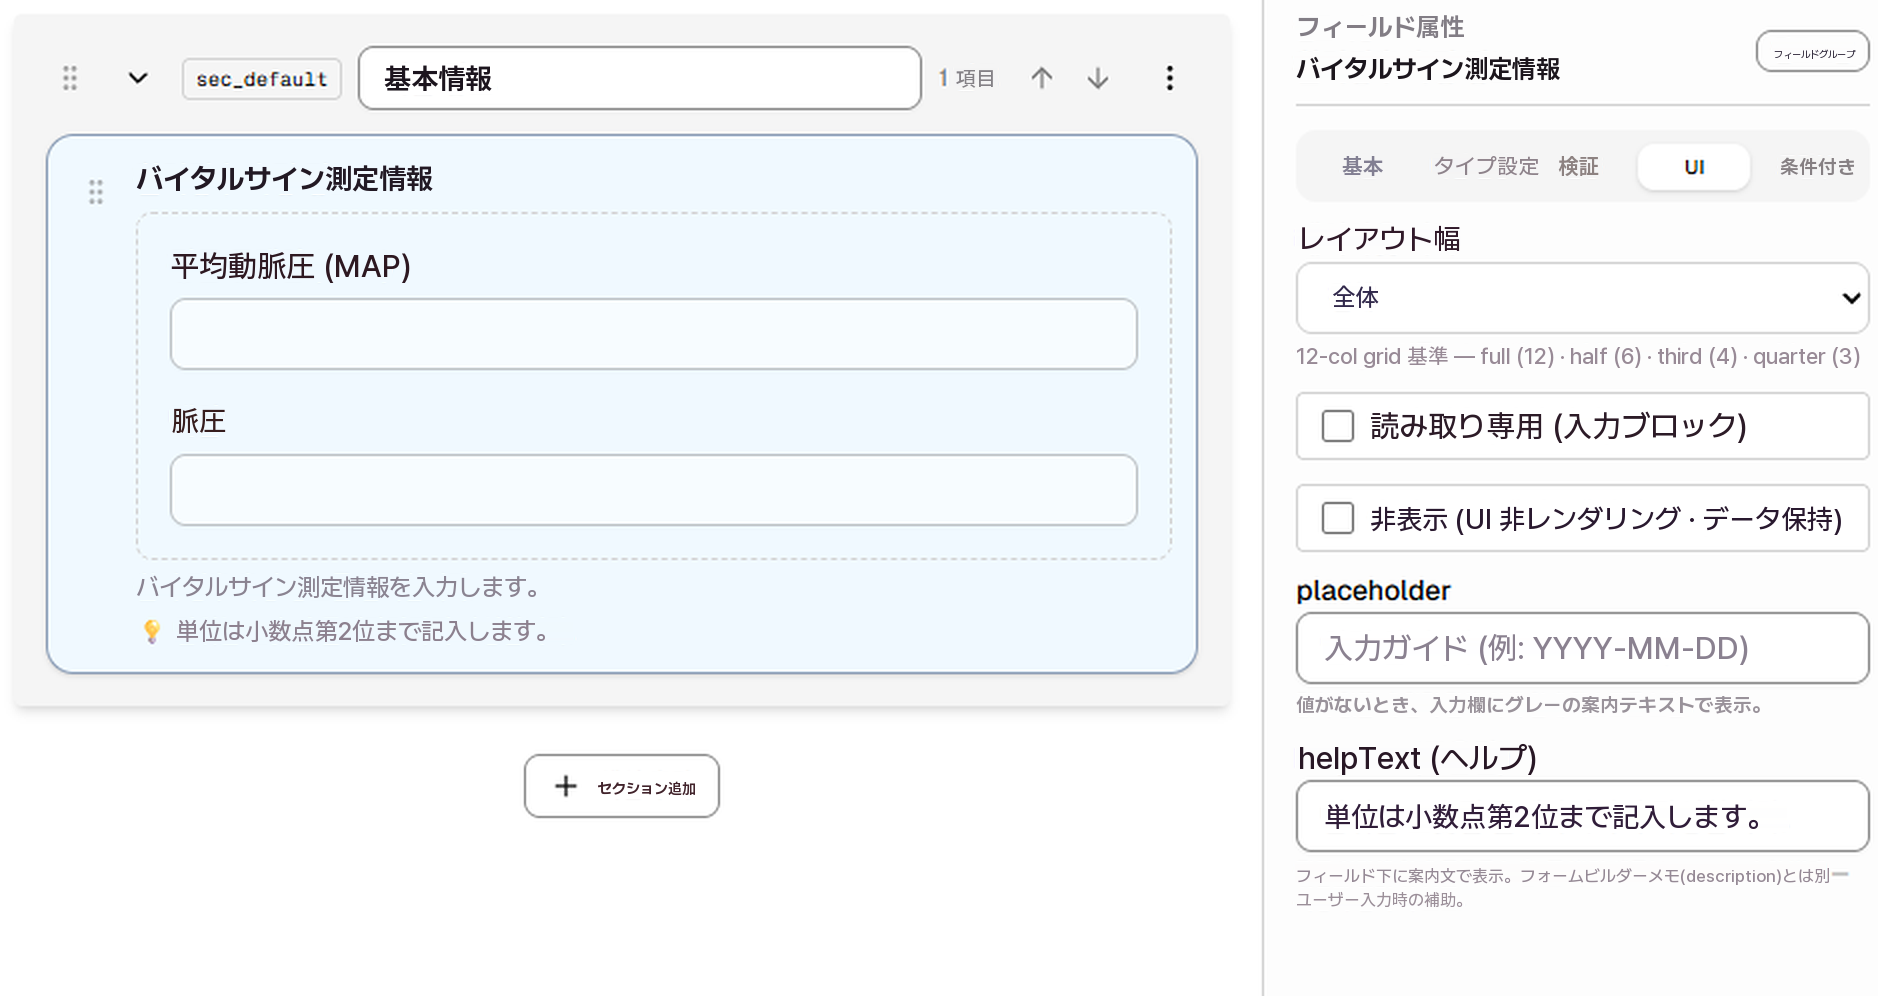 sec_default
基本情報
1 項目
バイタルサイン測定情報
平均動脈圧 (MAP)
脈圧
バイタルサイン測定情報を入力します。
単位は小数点第2位まで記入します。
セクション追加
フィールド属性
バイタルサイン測定情報
フィールドグループ
基本 タイプ設定 検証 UI 条件付き
レイアウト幅
全体
12-col grid 基準 — full (12) · half (6) · third (4) · quarter (3)
読み取り専用 (入力ブロック)
非表示 (UI 非レンダリング · データ保持)
placeholder
入力ガイド (例: YYYY-MM-DD)
値がないとき、入力欄にグレーの案内テキストで表示。
helpText (ヘルプ)
単位は小数点第2位まで記入します。
フィールド下に案内文で表示。フォームビルダーメモ(description)とは別—
ユーザー入力時の補助。